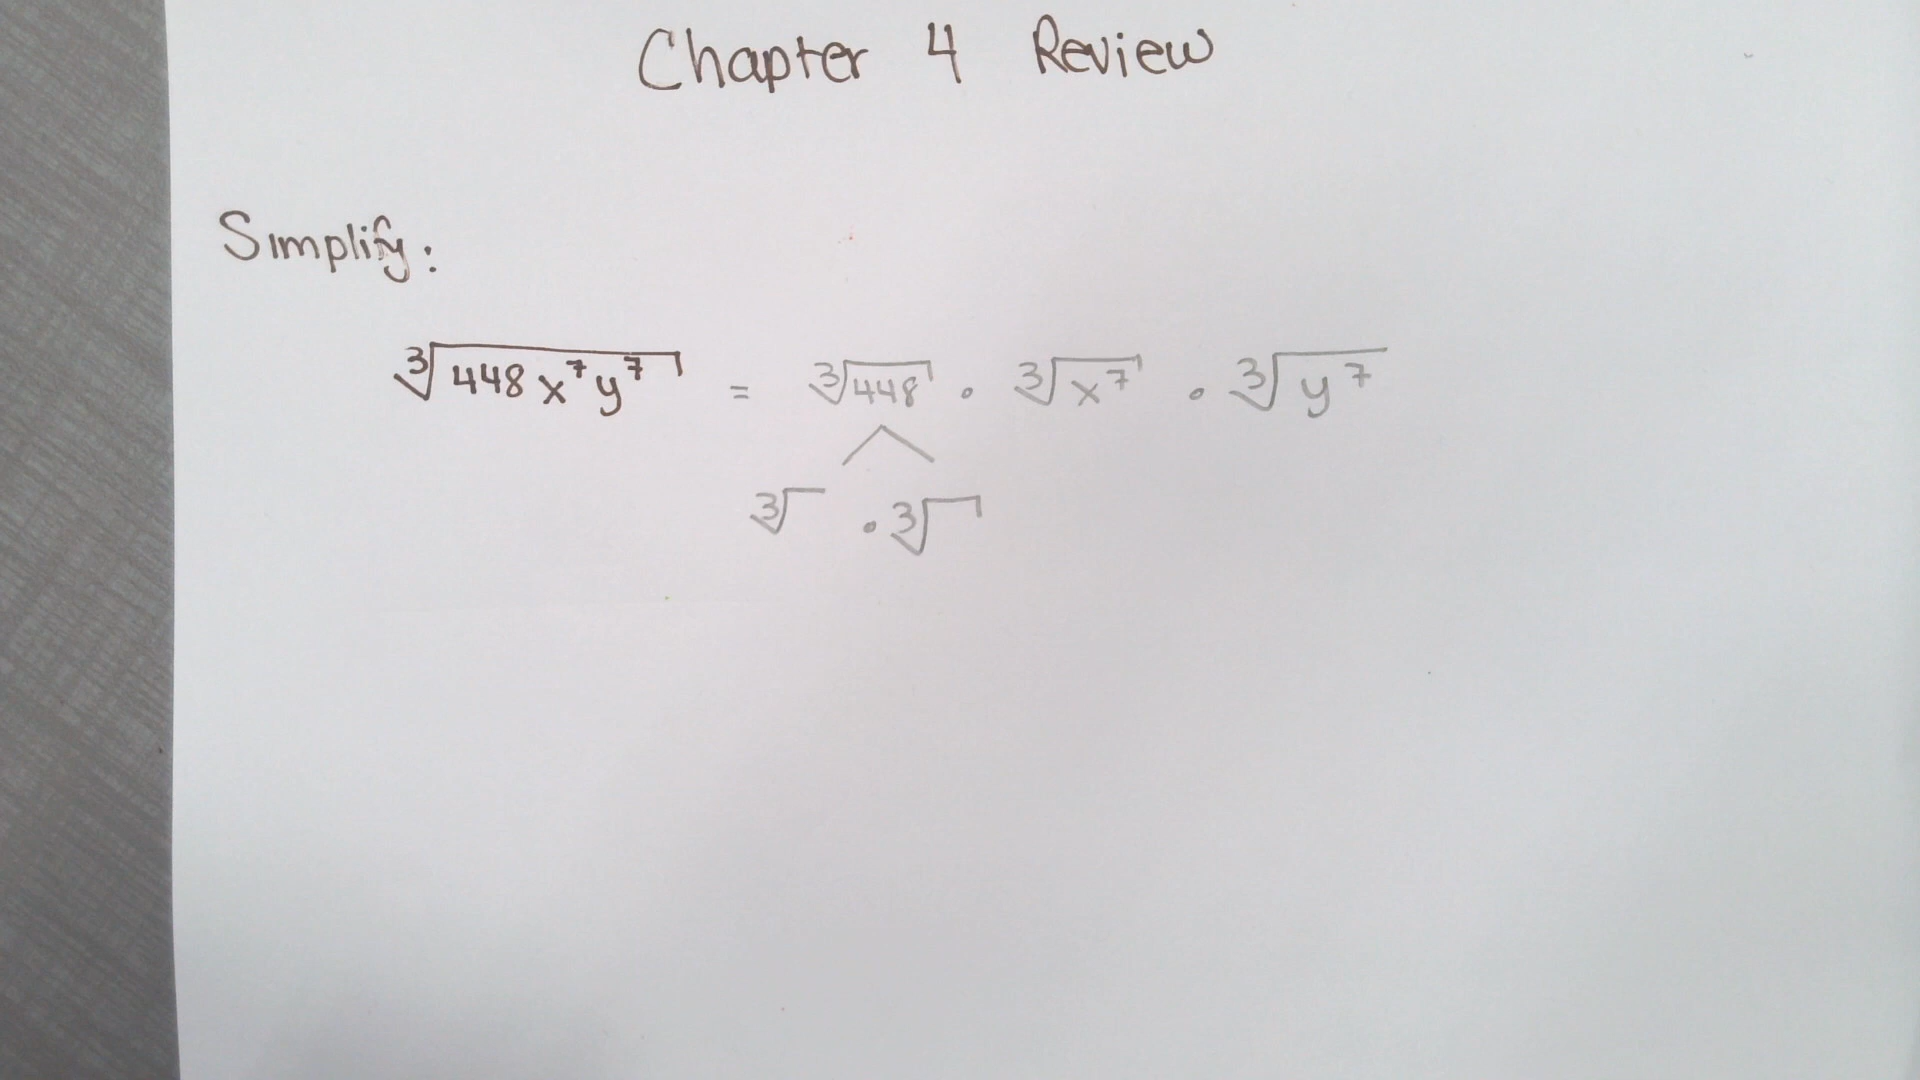 Chapter 4 Review
Simplify:
∛(448x⁷y⁷) = ∛448 · ∛x⁷ · ∛y⁷
∛ · ∛